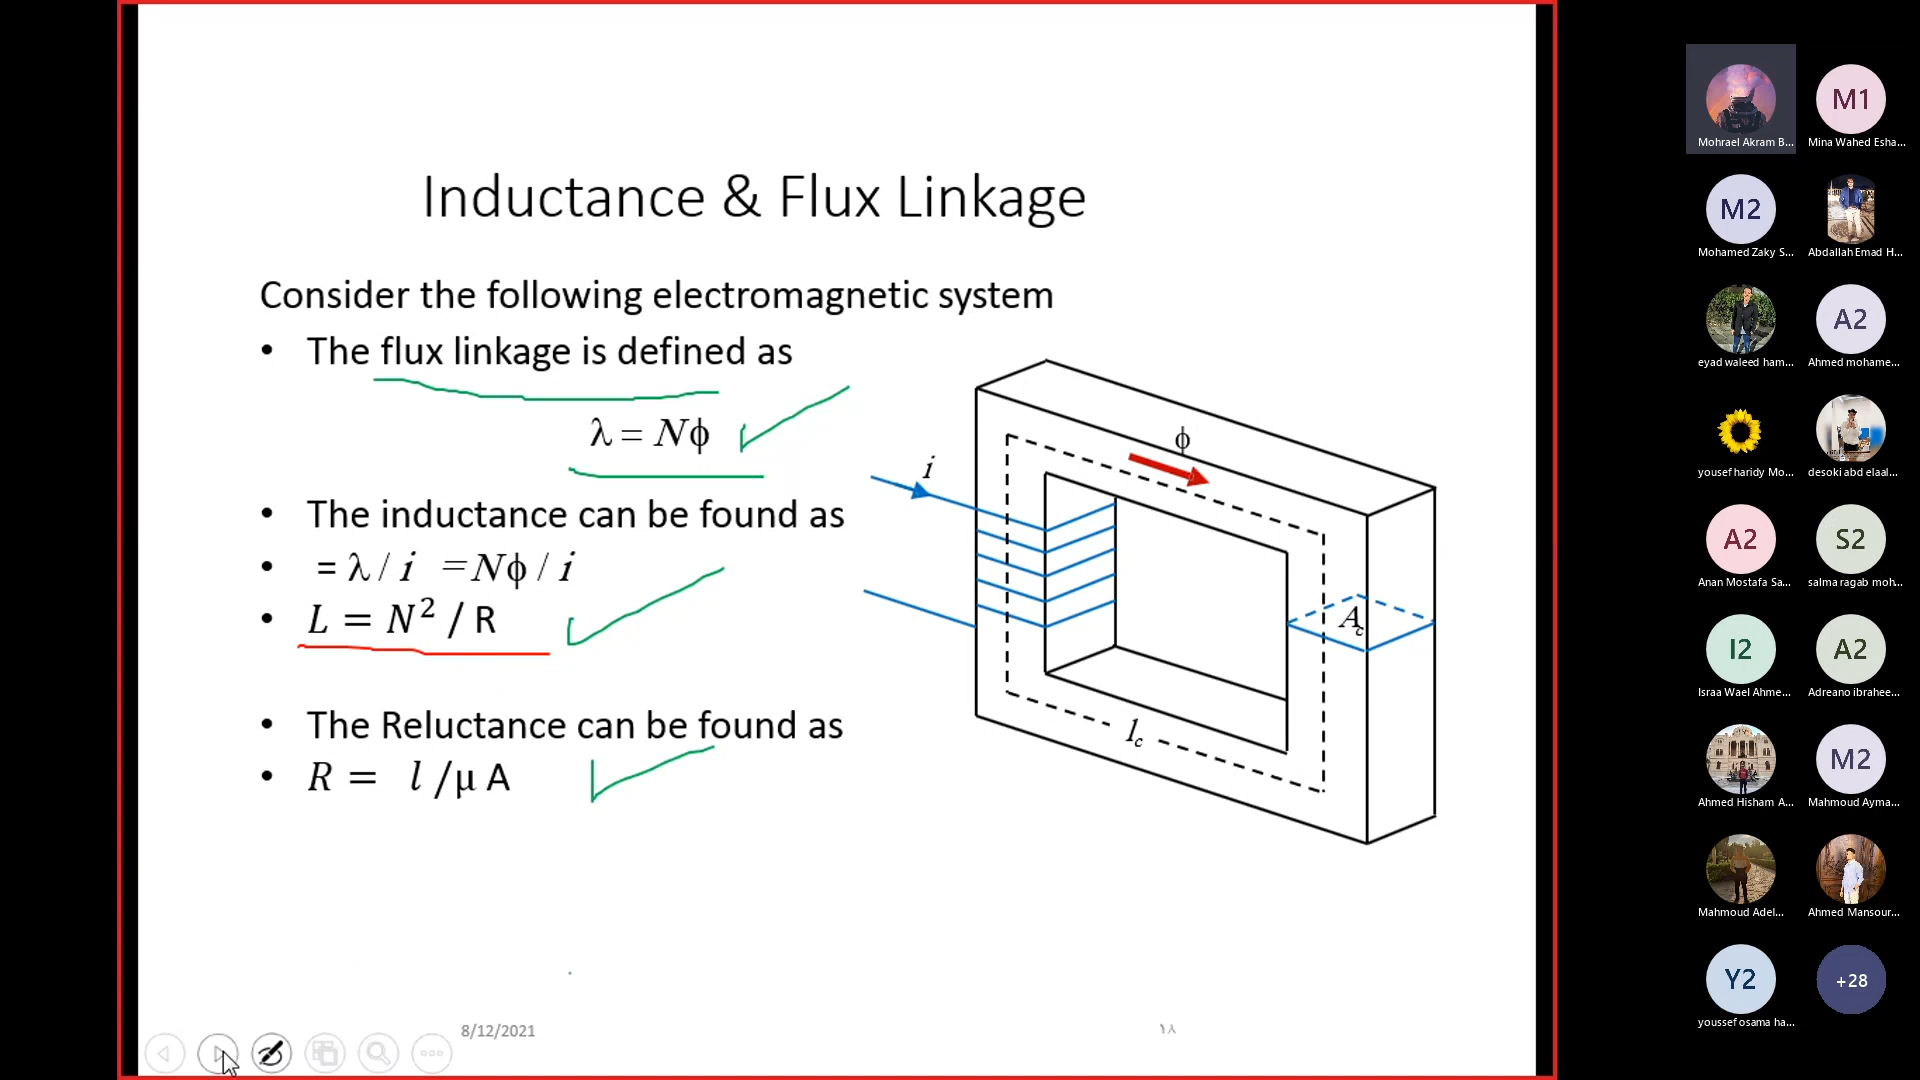 Inductance & Flux Linkage
Consider the following electromagnetic system
• The flux linkage is defined as
λ = Nϕ
• The inductance can be found as
• = λ / i = Nϕ / i
• L = N² / R
• The Reluctance can be found as
• R = l /μ A
i
ϕ
A_c
l_c
8/12/2021
١٨
Mohrael Akram B...
M1
Mina Wahed Esha...
M2
Mohamed Zaky S...
Abdallah Emad H...
eyad waleed ham...
A2
Ahmed mohame...
yousef haridy Mo...
desoki abd elaal...
A2
Anan Mostafa Sa...
S2
salma ragab moh...
I2
Israa Wael Ahme...
A2
Adreano ibrahee...
Ahmed Hisham A...
M2
Mahmoud Ayma...
Mahmoud Adel...
Ahmed Mansour...
Y2
youssef osama ha...
+28